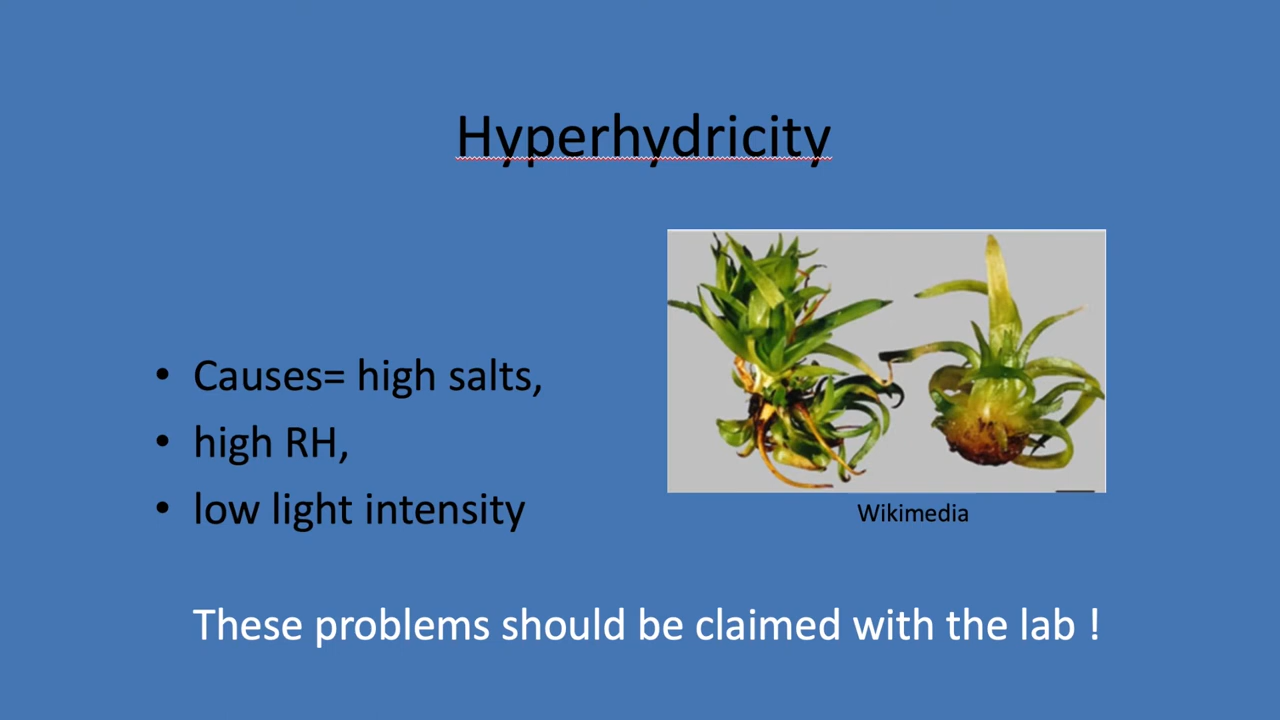 Hyperhydricity
• Causes= high salts,
• high RH,
• low light intensity
Wikimedia
These problems should be claimed with the lab !